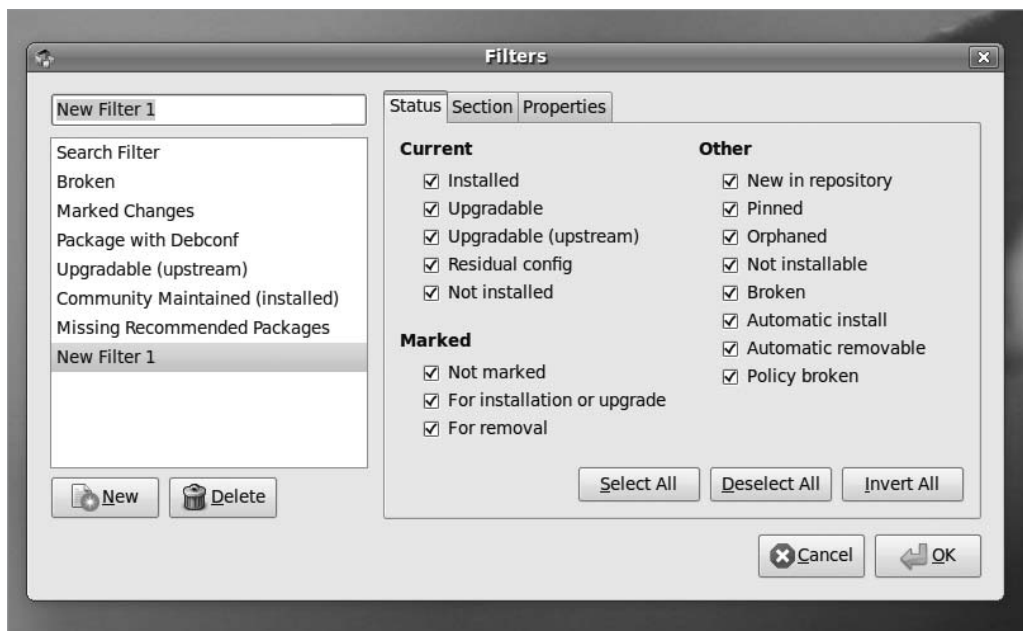 Filters
New Filter 1
Search Filter
Broken
Marked Changes
Package with Debconf
Upgradable (upstream)
Community Maintained (installed)
Missing Recommended Packages
New Filter 1
New
Delete
Status
Section
Properties
Current
Installed
Upgradable
Upgradable (upstream)
Residual config
Not installed
Marked
Not marked
For installation or upgrade
For removal
Other
New in repository
Pinned
Orphaned
Not installable
Broken
Automatic install
Automatic removable
Policy broken
Select All
Deselect All
Invert All
Cancel
OK